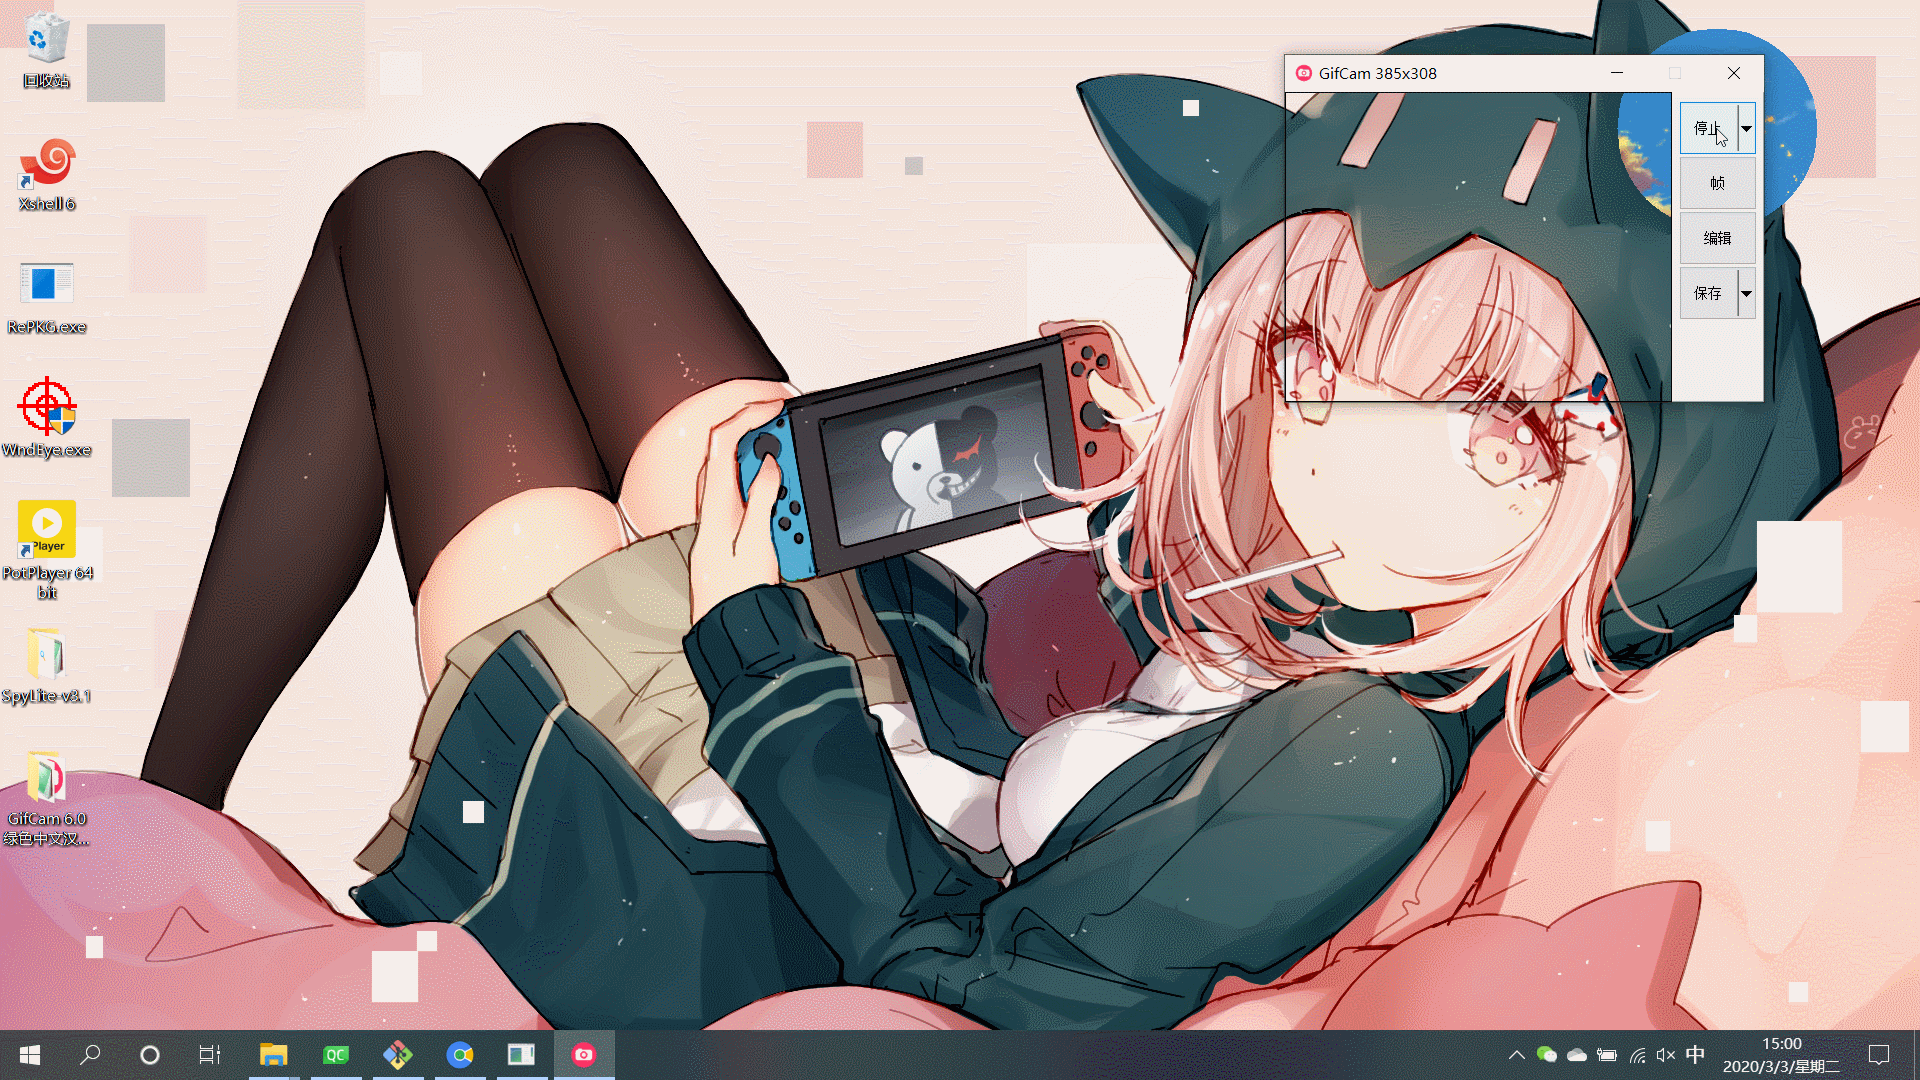 回收站
Xshell 6
RePKG.exe
WndEye.exe
Player
PotPlayer 64
bit
SpyLite-v3.1
GifCam 6.0
绿色中文汉...
GifCam 385x308
停止
帧
编辑
保存
QC
中
15:00
2020/3/3/星期二